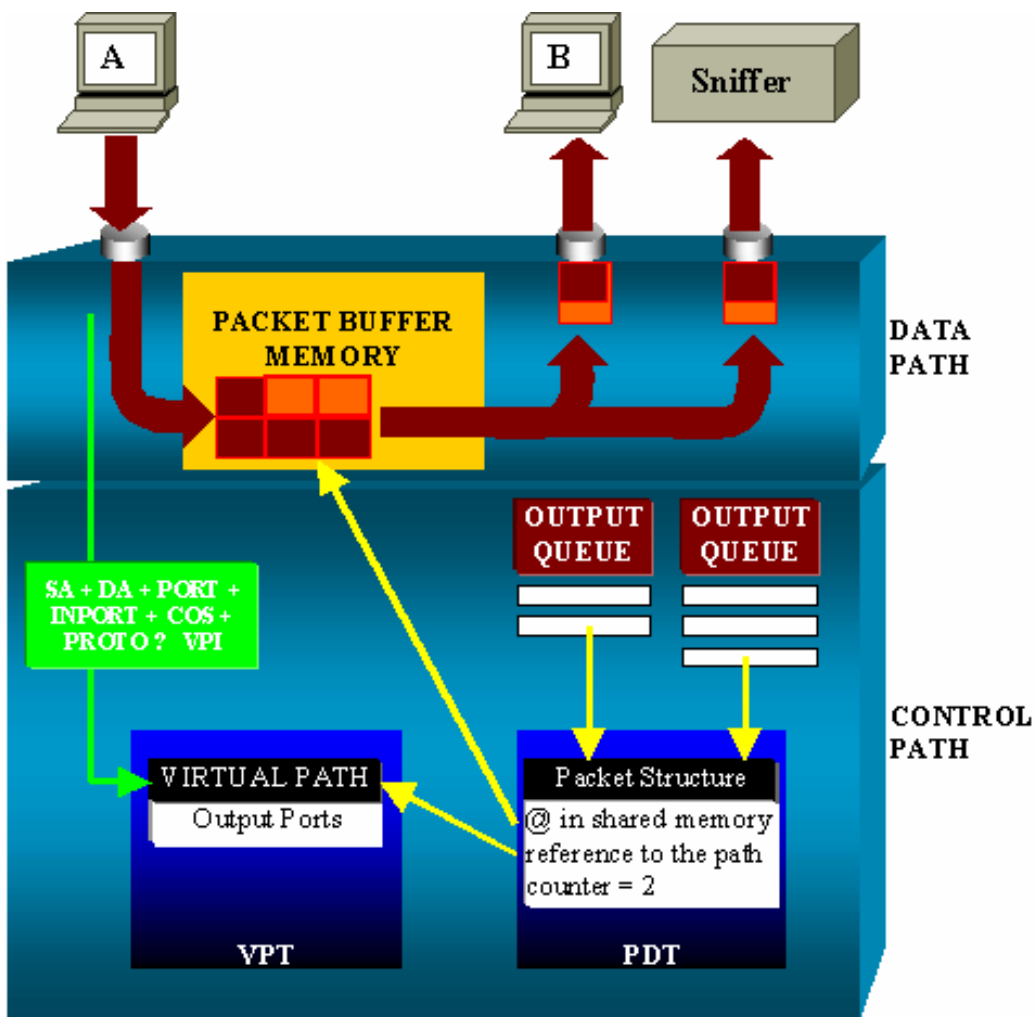 A
B
Sniffer
PACKET BUFFER
MEMORY
DATA
PATH
OUTPUT
QUEUE
OUTPUT
QUEUE
SA + DA + PORT +
INPORT + COS +
PROTO ? VPI
CONTROL
PATH
VIRTUAL PATH
Output Ports
VPT
Packet Structure
@ in shared memory
reference to the path
counter = 2
PDT